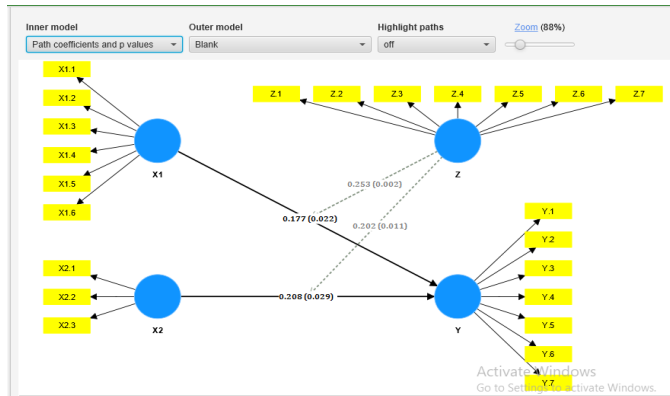 Inner model Outer model Highlight paths Zoom (88%)
Path coefficients and p values Blank off
X1.1
X1.2
X1.3
X1.4
X1.5
X1.6
X1
Z.1 Z.2 Z.3 Z.4 Z.5 Z.6 Z.7
Z
0.253 (0.002)
0.177 (0.022)
0.202 (0.011)
X2.1
X2.2
X2.3
X2
0.208 (0.029)
Y
Y.1
Y.2
Y.3
Y.4
Y.5
Y.6
Y.7
Activate Windows
Go to Settings to activate Windows.